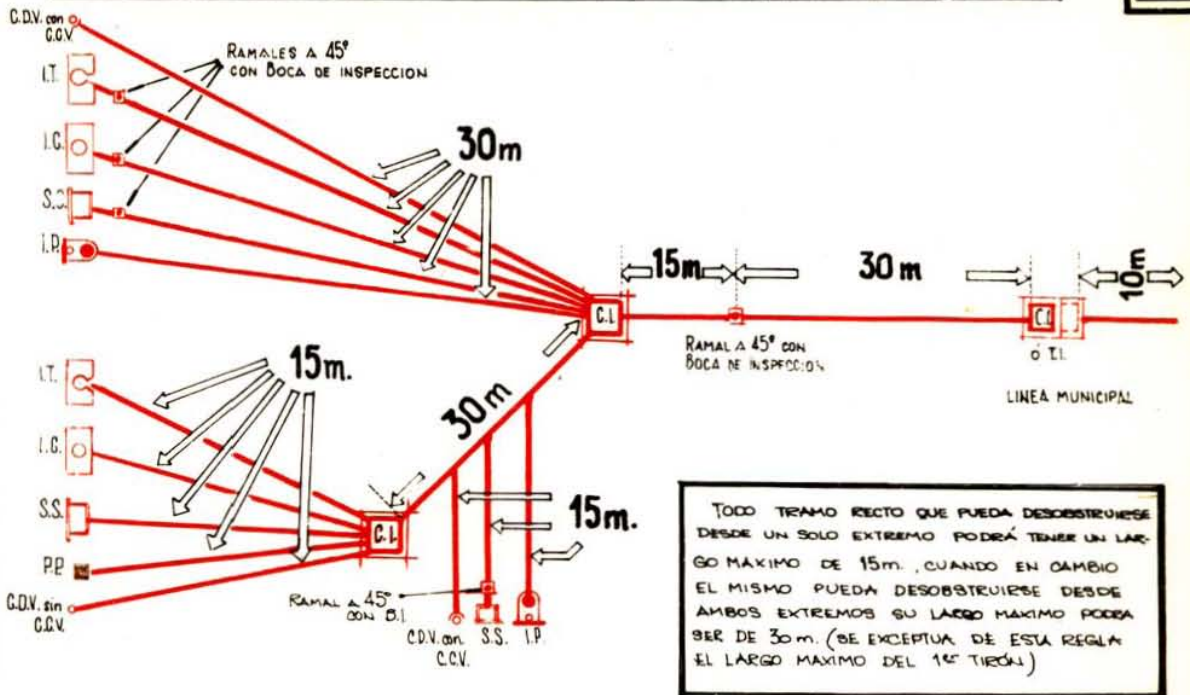 C.D.V. con
C.C.V.
RAMALES A 45°
CON BOCA DE INSPECCION
I.T.
30m
I.C.
S.S.
I.P.
15m
30m
10m
C.I.
C.I.
ó T.I.
RAMAL A 45° CON
BOCA DE INSPECCION
LINEA MUNICIPAL
I.T.
15m.
30m
I.C.
S.S.
C.I.
15m.
P.P.
C.D.V. sin
C.C.V.
RAMAL A 45°
CON B.I.
C.D.V. con
C.C.V.
S.S.
I.P.
TODO TRAMO RECTO QUE PUEDA DESOBSTRUIRSE
DESDE UN SOLO EXTREMO PODRÁ TENER UN LAR-
GO MAXIMO DE 15m., CUANDO EN CAMBIO
EL MISMO PUEDA DESOBSTRUIRSE DESDE
AMBOS EXTREMOS SU LARGO MAXIMO PODRA
SER DE 30m. (SE EXCEPTUA DE ESTA REGLA
EL LARGO MAXIMO DEL 1er TIRÓN)